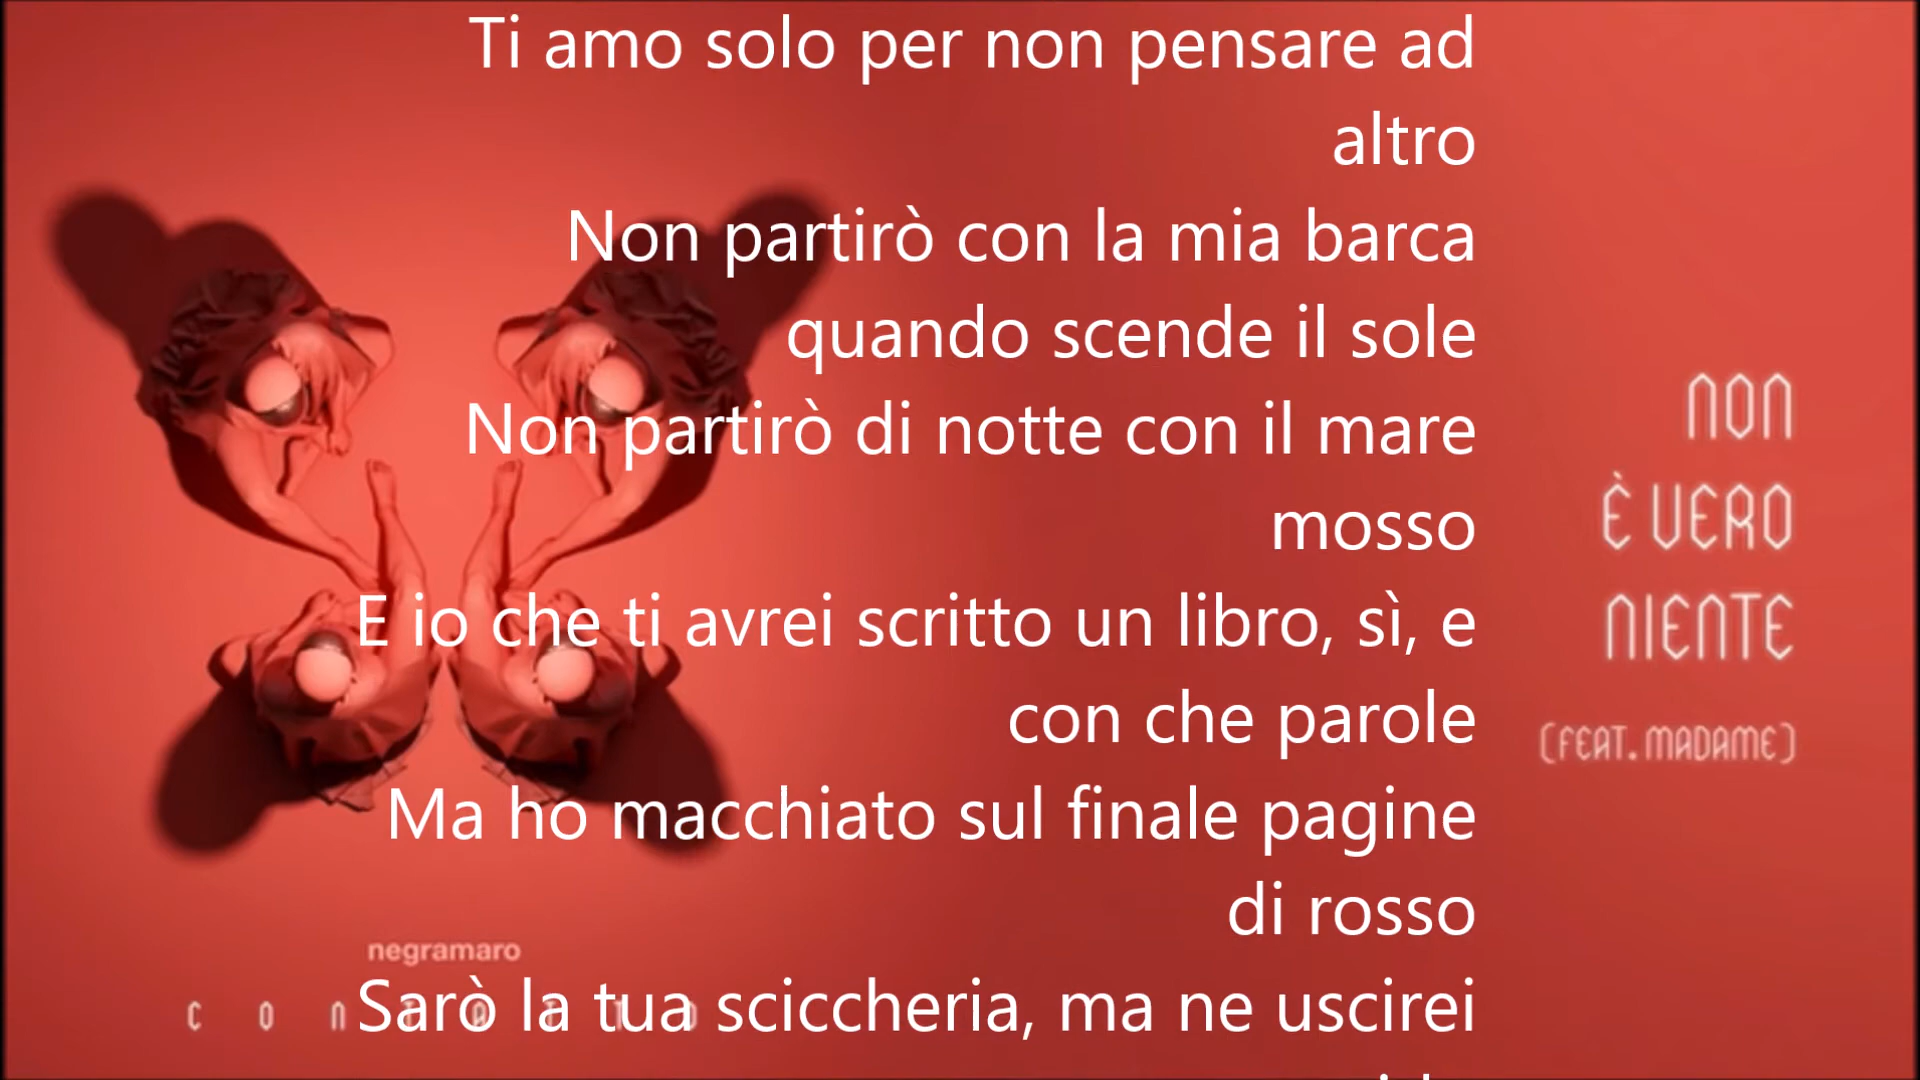 Ti amo solo per non pensare ad
altro
Non partirò con la mia barca
quando scende il sole
Non partirò di notte con il mare
mosso
E io che ti avrei scritto un libro, sì, e
con che parole
Ma ho macchiato sul finale pagine
di rosso
Sarò la tua sciccheria, ma ne uscirei
NON
È VERO
NIENTE
(FEAT. MADAME)
negramaro
CONTATTO